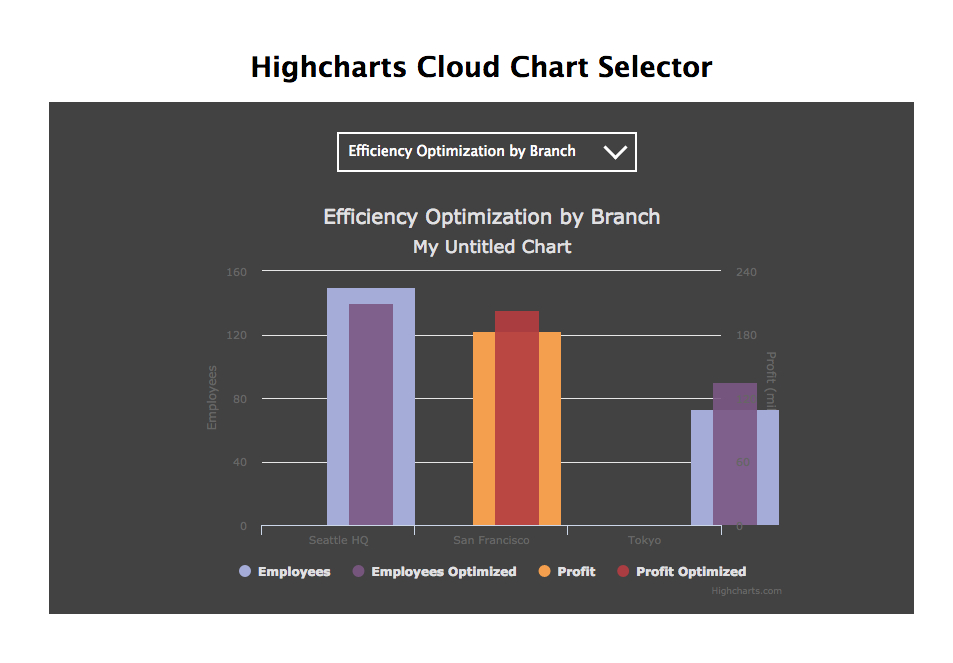 Highcharts Cloud Chart Selector
Efficiency Optimization by Branch
Efficiency Optimization by Branch
My Untitled Chart
160 240
120 180
80
40 60
0 0
Employees
Profit (mi
Seattle HQ San Francisco Tokyo
Employees Employees Optimized Profit Profit Optimized
Highcharts.com